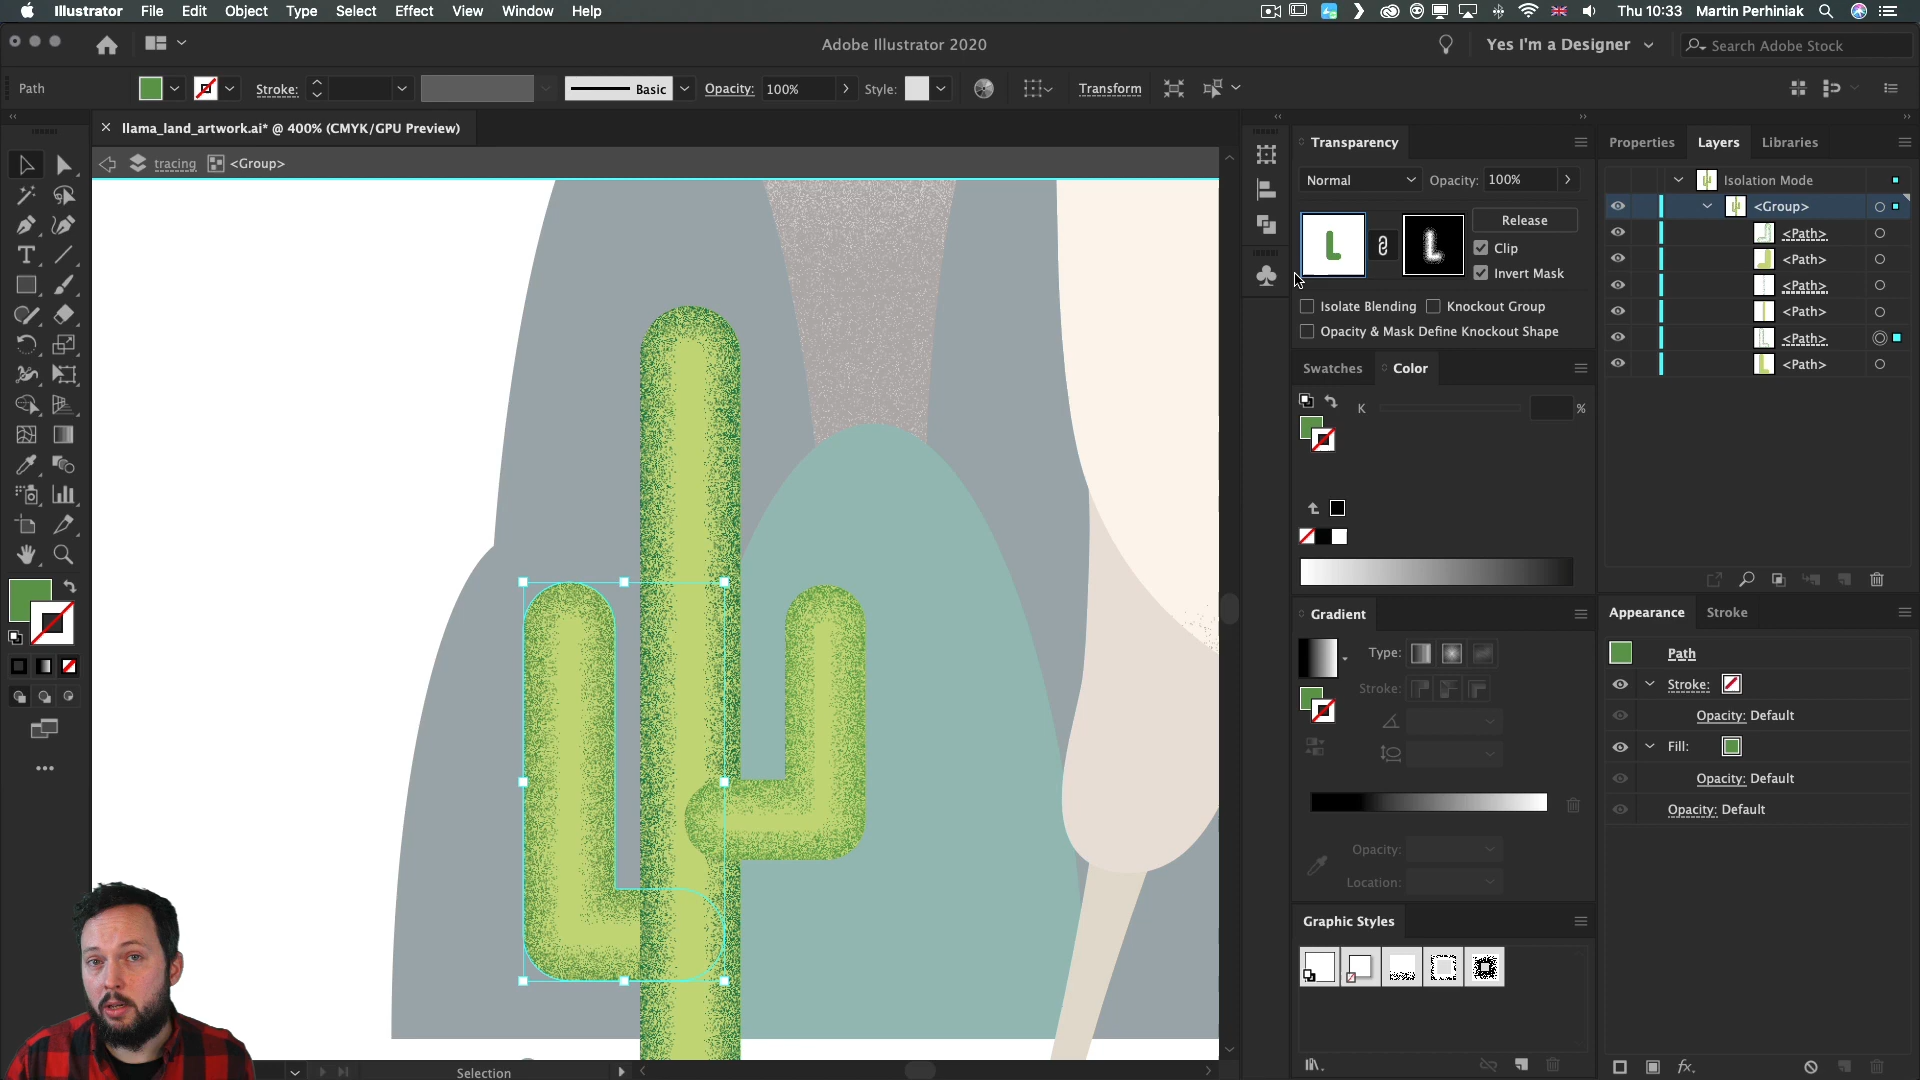 Illustrator File Edit Object Type Select Effect View Window Help
Thu 10:33 Martin Perhiniak
Adobe Illustrator 2020
Yes I'm a Designer
Search Adobe Stock
Path
Stroke:
Basic
Opacity: 100%
Style:
Transform
llama_land_artwork.ai* @ 400% (CMYK/GPU Preview)
tracing <Group>
Transparency
Normal
Opacity: 100%
Release
Clip
Invert Mask
Isolate Blending
Knockout Group
Opacity & Mask Define Knockout Shape
Swatches Color
K
%
Gradient
Type:
Stroke:
Opacity:
Location:
Graphic Styles
Properties Layers Libraries
Isolation Mode
<Group>
<Path>
<Path>
<Path>
<Path>
<Path>
<Path>
Appearance Stroke
Path
Stroke:
Opacity: Default
Fill:
Opacity: Default
Opacity: Default
fx
Selection